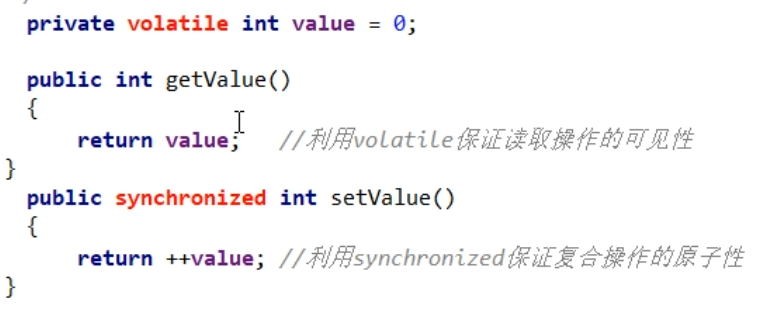 private volatile int value = 0;
public int getValue()
{
return value; //利用volatile保证读取操作的可见性
}
public synchronized int setValue()
{
return ++value; //利用synchronized保证复合操作的原子性
}